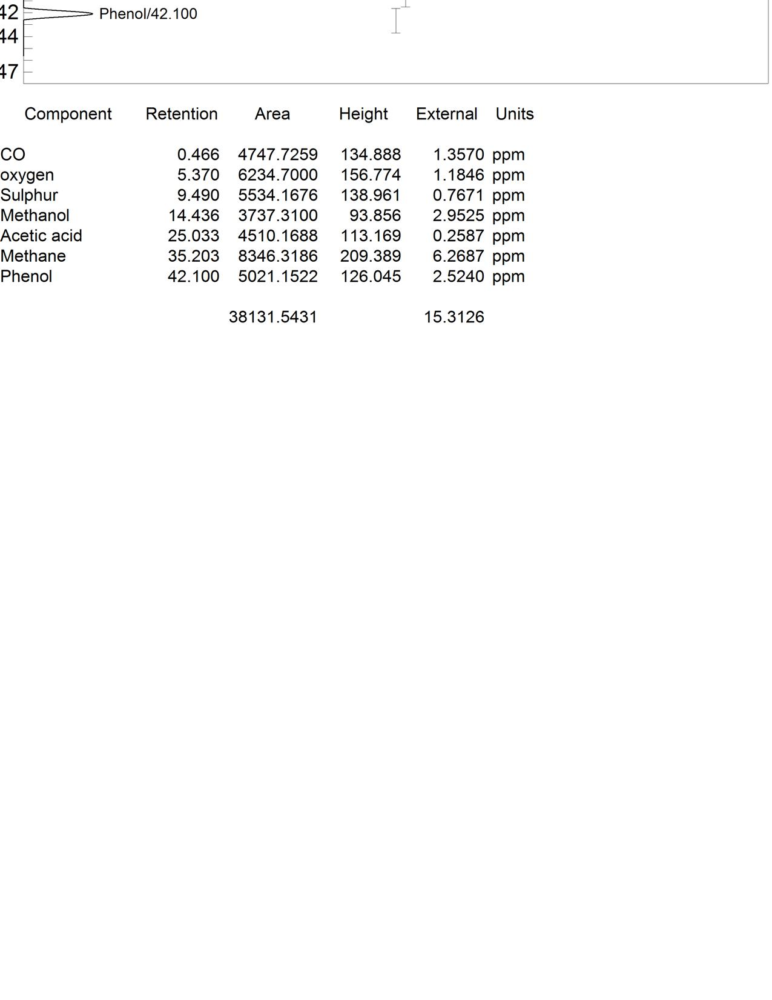 42 Phenol/42.100
44
47
Component Retention Area Height External Units
CO 0.466 4747.7259 134.888 1.3570 ppm
oxygen 5.370 6234.7000 156.774 1.1846 ppm
Sulphur 9.490 5534.1676 138.961 0.7671 ppm
Methanol 14.436 3737.3100 93.856 2.9525 ppm
Acetic acid 25.033 4510.1688 113.169 0.2587 ppm
Methane 35.203 8346.3186 209.389 6.2687 ppm
Phenol 42.100 5021.1522 126.045 2.5240 ppm
38131.5431 15.3126